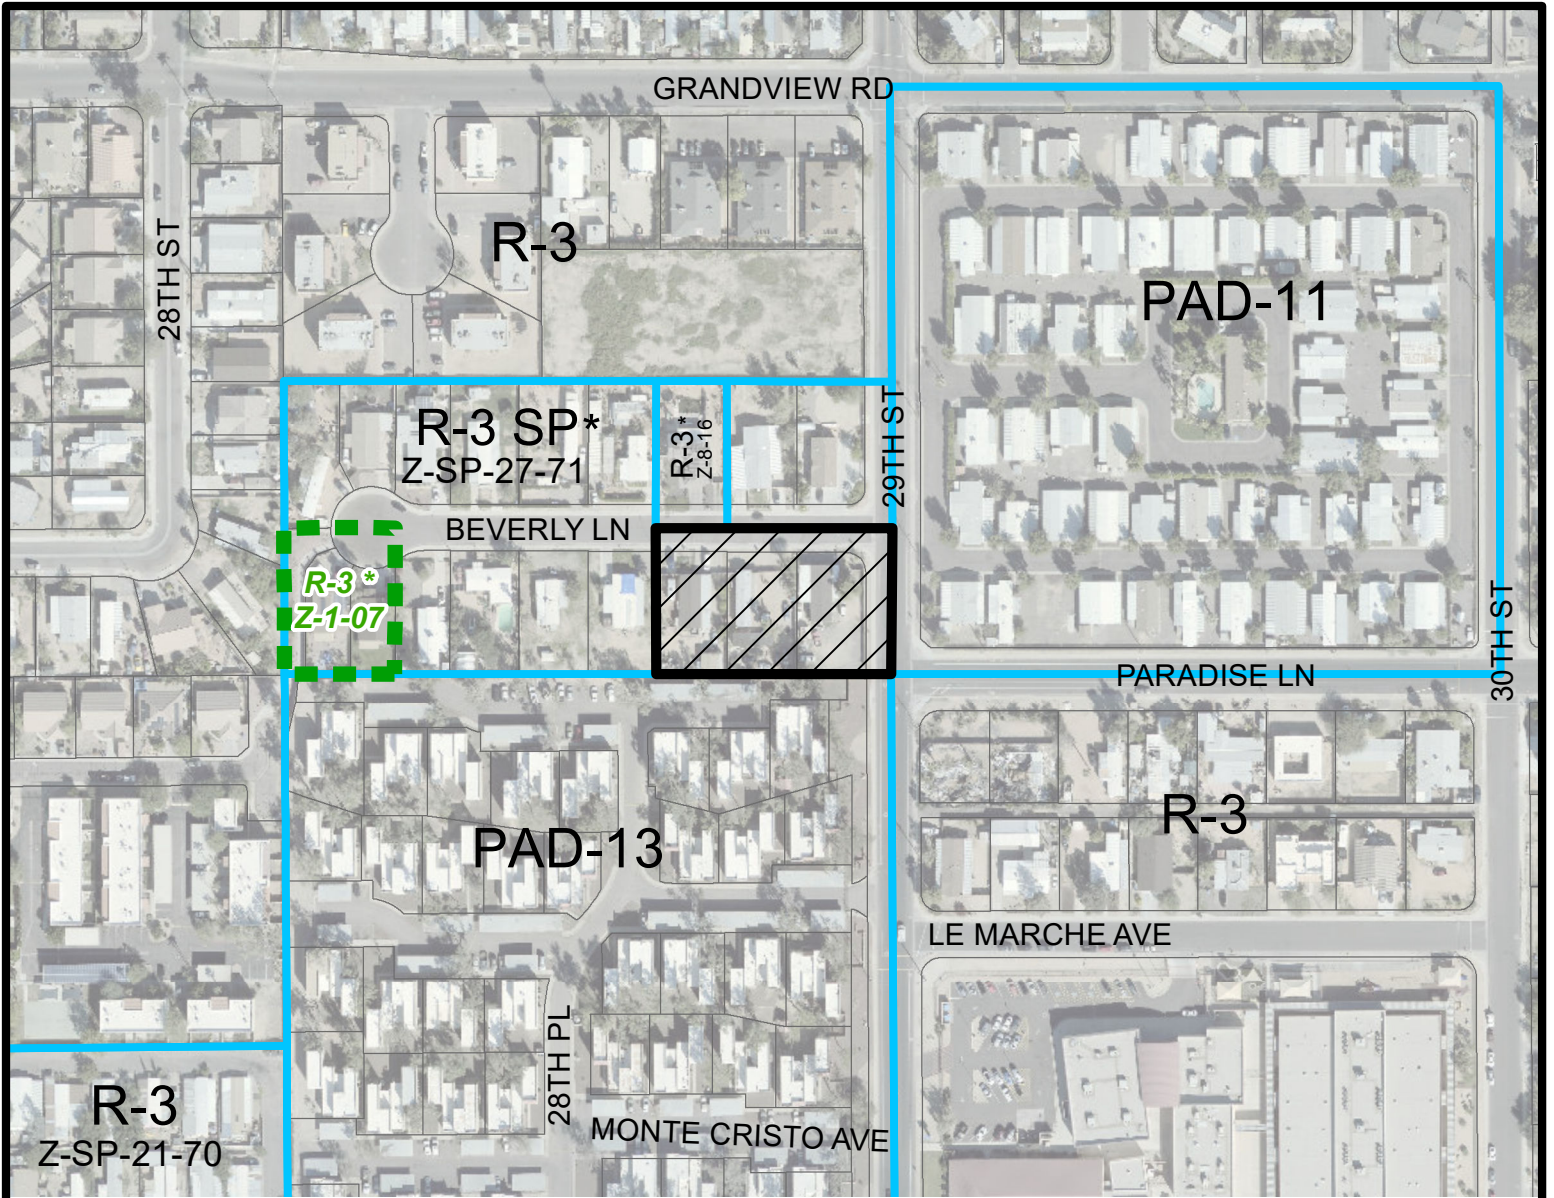 GRANDVIEW RD
28TH ST
R-3
PAD-11
R-3 SP*
Z-SP-27-71
R-3*
Z-8-16
29TH ST
BEVERLY LN
R-3 *
Z-1-07
30TH ST
PARADISE LN
PAD-13
R-3
LE MARCHE AVE
28TH PL
MONTE CRISTO AVE
R-3
Z-SP-21-70